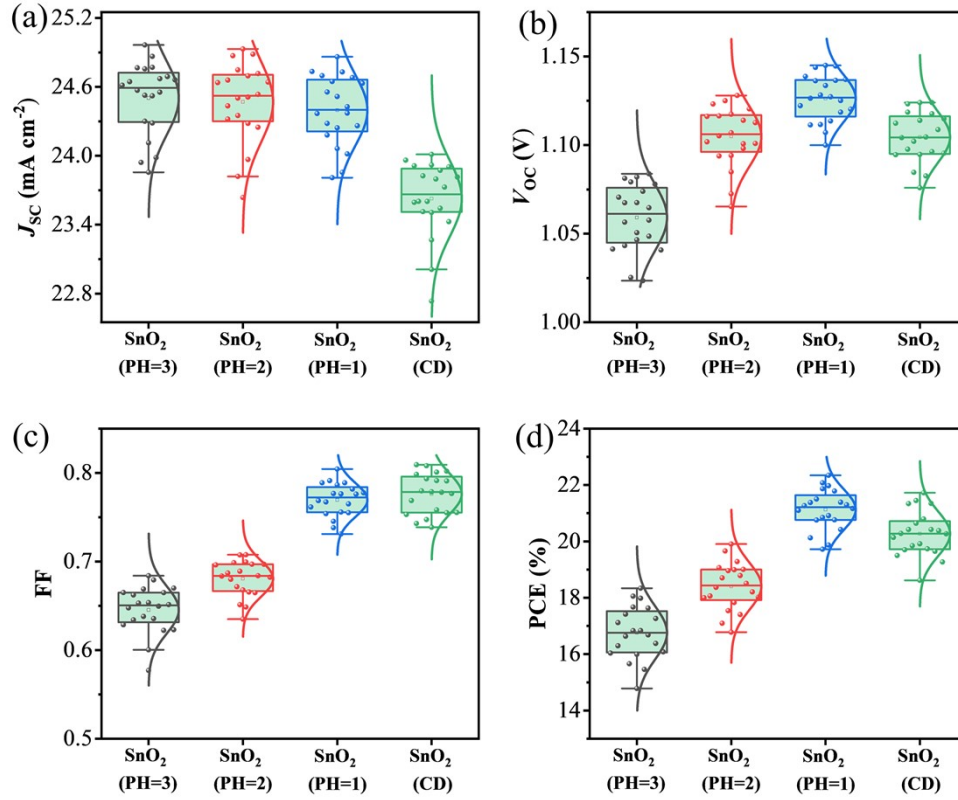 (a)
25.2
24.6
24.0
23.4
22.8
J_SC (mA cm⁻²)
SnO₂ SnO₂ SnO₂ SnO₂
(PH=3) (PH=2) (PH=1) (CD)
(b)
1.15
1.10
1.05
1.00
V_OC (V)
SnO₂ SnO₂ SnO₂ SnO₂
(PH=3) (PH=2) (PH=1) (CD)
(c)
0.8
0.7
0.6
0.5
FF
SnO₂ SnO₂ SnO₂ SnO₂
(PH=3) (PH=2) (PH=1) (CD)
(d)
24
22
20
18
16
14
13
PCE (%)
SnO₂ SnO₂ SnO₂ SnO₂
(PH=3) (PH=2) (PH=1) (CD)